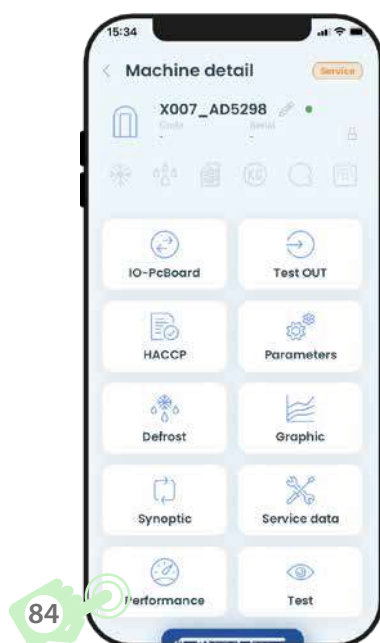 15:34
Machine detail Service
X007_AD5298
Code Serial
- -
KG
IO-PcBoard Test OUT
HACCP Parameters
Defrost Graphic
Synoptic Service data
Performance Test
84